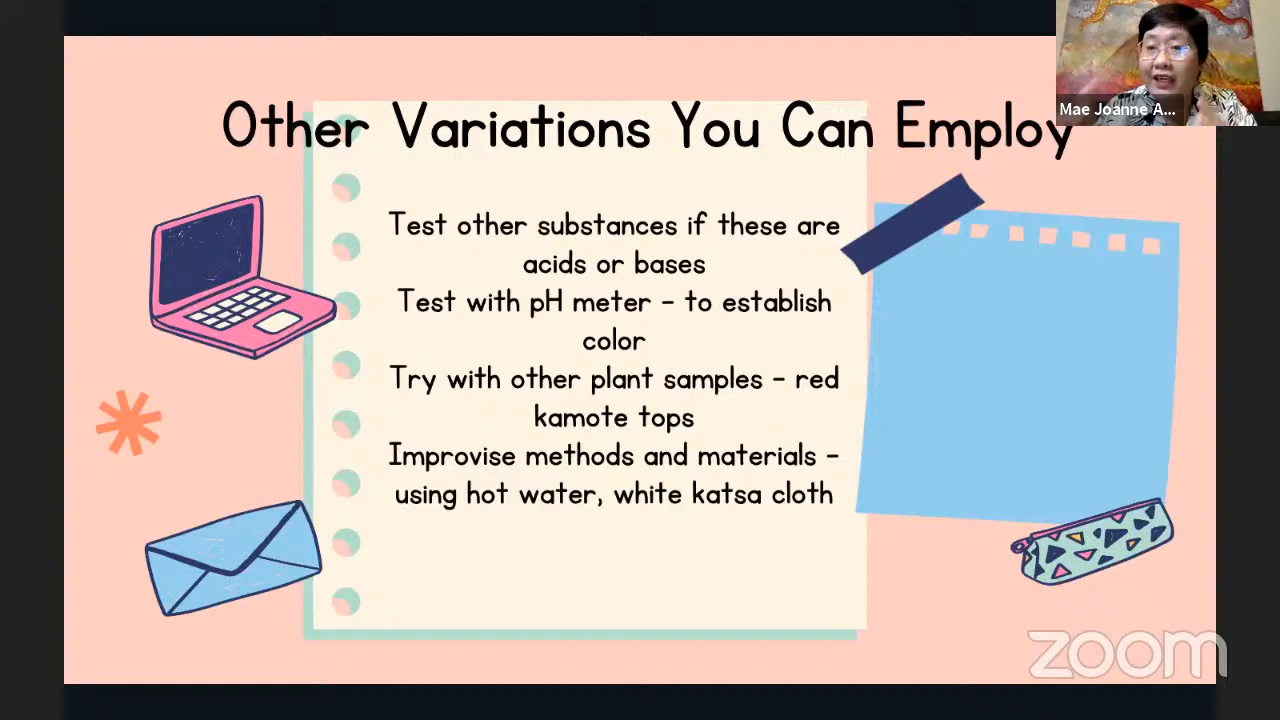 Other Variations You Can Employ
Mae Joanne A...
Test other substances if these are
acids or bases
Test with pH meter - to establish
color
Try with other plant samples - red
kamote tops
Improvise methods and materials -
using hot water, white katsa cloth
zoom